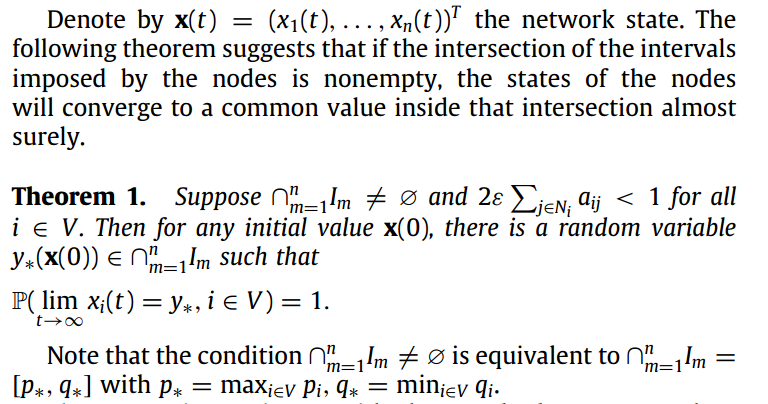 Denote by x(t) = (x₁(t), . . . , xₙ(t))ᵀ the network state. The
following theorem suggests that if the intersection of the intervals
imposed by the nodes is nonempty, the states of the nodes
will converge to a common value inside that intersection almost
surely.
Theorem 1. Suppose ∩ⁿₘ₌₁Iₘ ≠ ∅ and 2ε ∑_{j∈Nᵢ} aᵢⱼ < 1 for all
i ∈ V. Then for any initial value x(0), there is a random variable
y₊(x(0)) ∈ ∩ⁿₘ₌₁Iₘ such that
ℙ( lim xᵢ(t) = y₊, i ∈ V) = 1.
t→∞
Note that the condition ∩ⁿₘ₌₁Iₘ ≠ ∅ is equivalent to ∩ⁿₘ₌₁Iₘ =
[p₊, q₊] with p₊ = maxᵢ∈V pᵢ, q₊ = minᵢ∈V qᵢ.